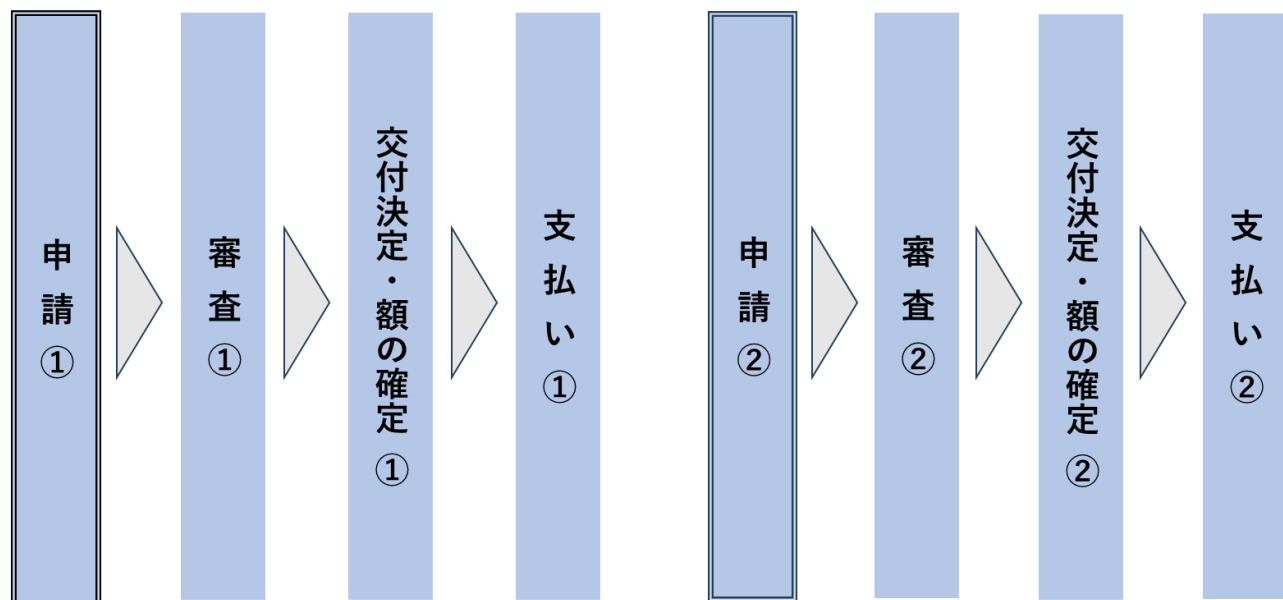 申請①
審査①
交付決定・額の確定①
支払い①
申請②
審査②
交付決定・額の確定②
支払い②